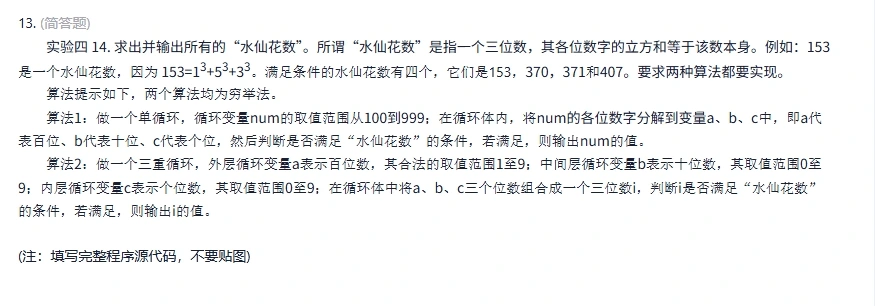 13. (简答题)
实验四 14. 求出并输出所有的“水仙花数”。所谓“水仙花数”是指一个三位数，其各位数字的立方和等于该数本身。例如：153
是一个水仙花数，因为 153=1³+5³+3³。满足条件的水仙花数有四个，它们是153，370，371和407。要求两种算法都要实现。
算法提示如下，两个算法均为穷举法。
算法1：做一个单循环，循环变量num的取值范围从100到999；在循环体内，将num的各位数字分解到变量a、b、c中，即a代
表百位、b代表十位、c代表个位，然后判断是否满足“水仙花数”的条件，若满足，则输出num的值。
算法2：做一个三重循环，外层循环变量a表示百位数，其合法的取值范围1至9；中间层循环变量b表示十位数，其取值范围0至
9；内层循环变量c表示个位数，其取值范围0至9；在循环体中将a、b、c三个位数组合成一个三位数i，判断i是否满足“水仙花数”
的条件，若满足，则输出i的值。
(注：填写完整程序源代码，不要贴图)